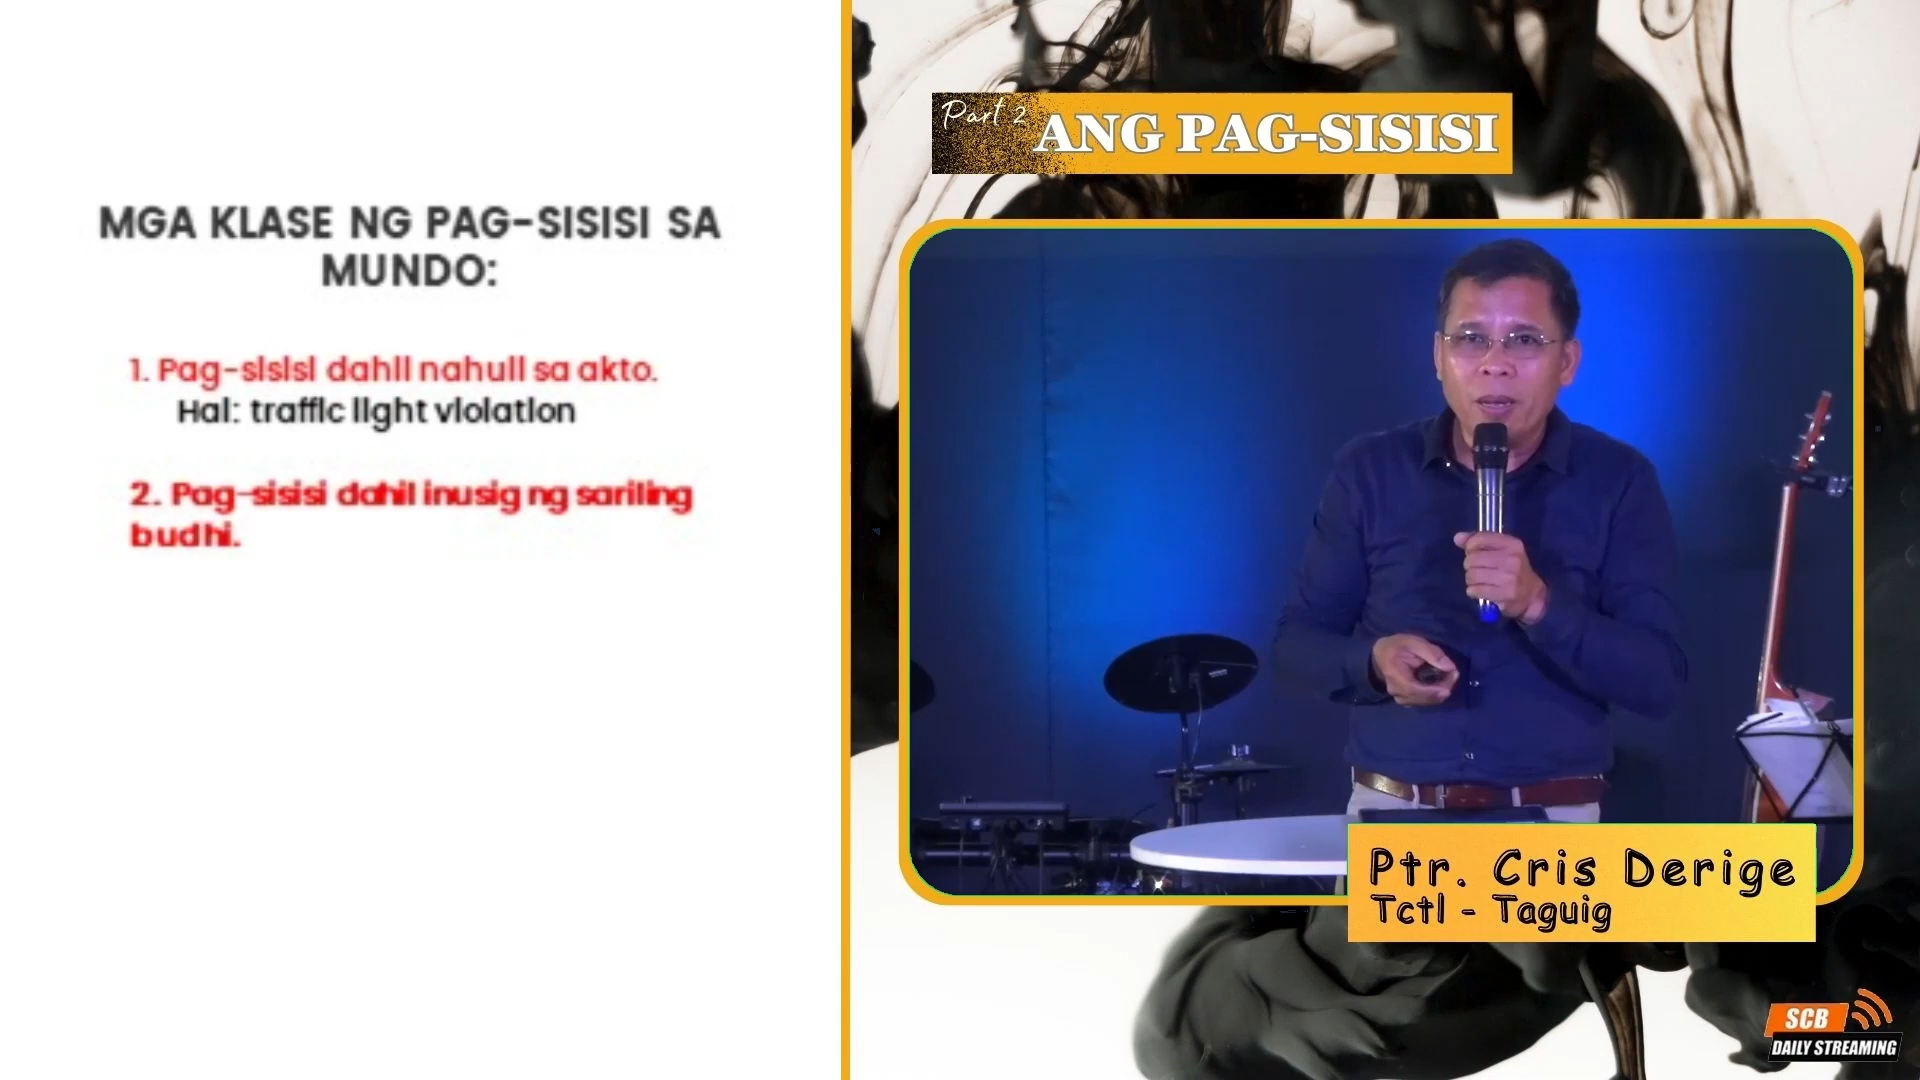 MGA KLASE NG PAG-SISISI SA
MUNDO:
1. Pag-sisisi dahil nahuli sa akto.
Hal: traffic light violation
2. Pag-sisisi dahil inusig ng sariling
budhi.
Part 2
ANG PAG-SISISI
Ptr. Cris Derige
Tctl - Taguig
SCB
DAILY STREAMING